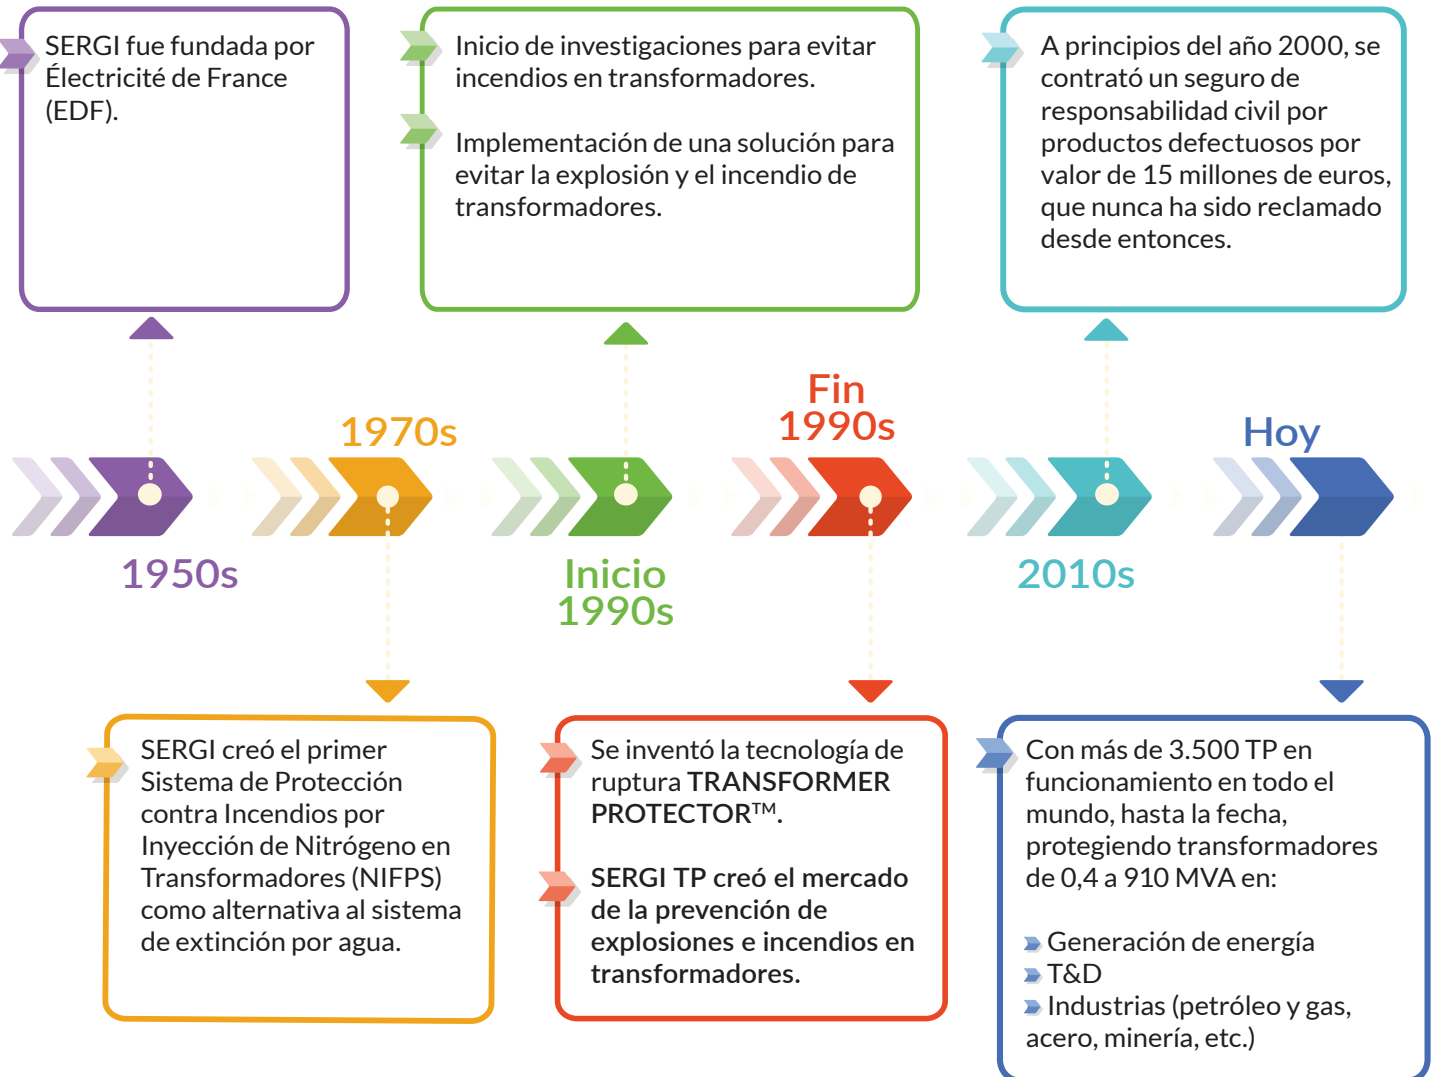 SERGI fue fundada por
Électricité de France
(EDF).
Inicio de investigaciones para evitar
incendios en transformadores.
Implementación de una solución para
evitar la explosión y el incendio de
transformadores.
A principios del año 2000, se
contrató un seguro de
responsabilidad civil por
productos defectuosos por
valor de 15 millones de euros,
que nunca ha sido reclamado
desde entonces.
1950s
1970s
Inicio
1990s
Fin
1990s
2010s
Hoy
SERGI creó el primer
Sistema de Protección
contra Incendios por
Inyección de Nitrógeno en
Transformadores (NIFPS)
como alternativa al sistema
de extinción por agua.
Se inventó la tecnología de
ruptura TRANSFORMER
PROTECTOR™.
SERGI TP creó el mercado
de la prevención de
explosiones e incendios en
transformadores.
Con más de 3.500 TP en
funcionamiento en todo el
mundo, hasta la fecha,
protegiendo transformadores
de 0,4 a 910 MVA en:
Generación de energía
T&D
Industrias (petróleo y gas,
acero, minería, etc.)